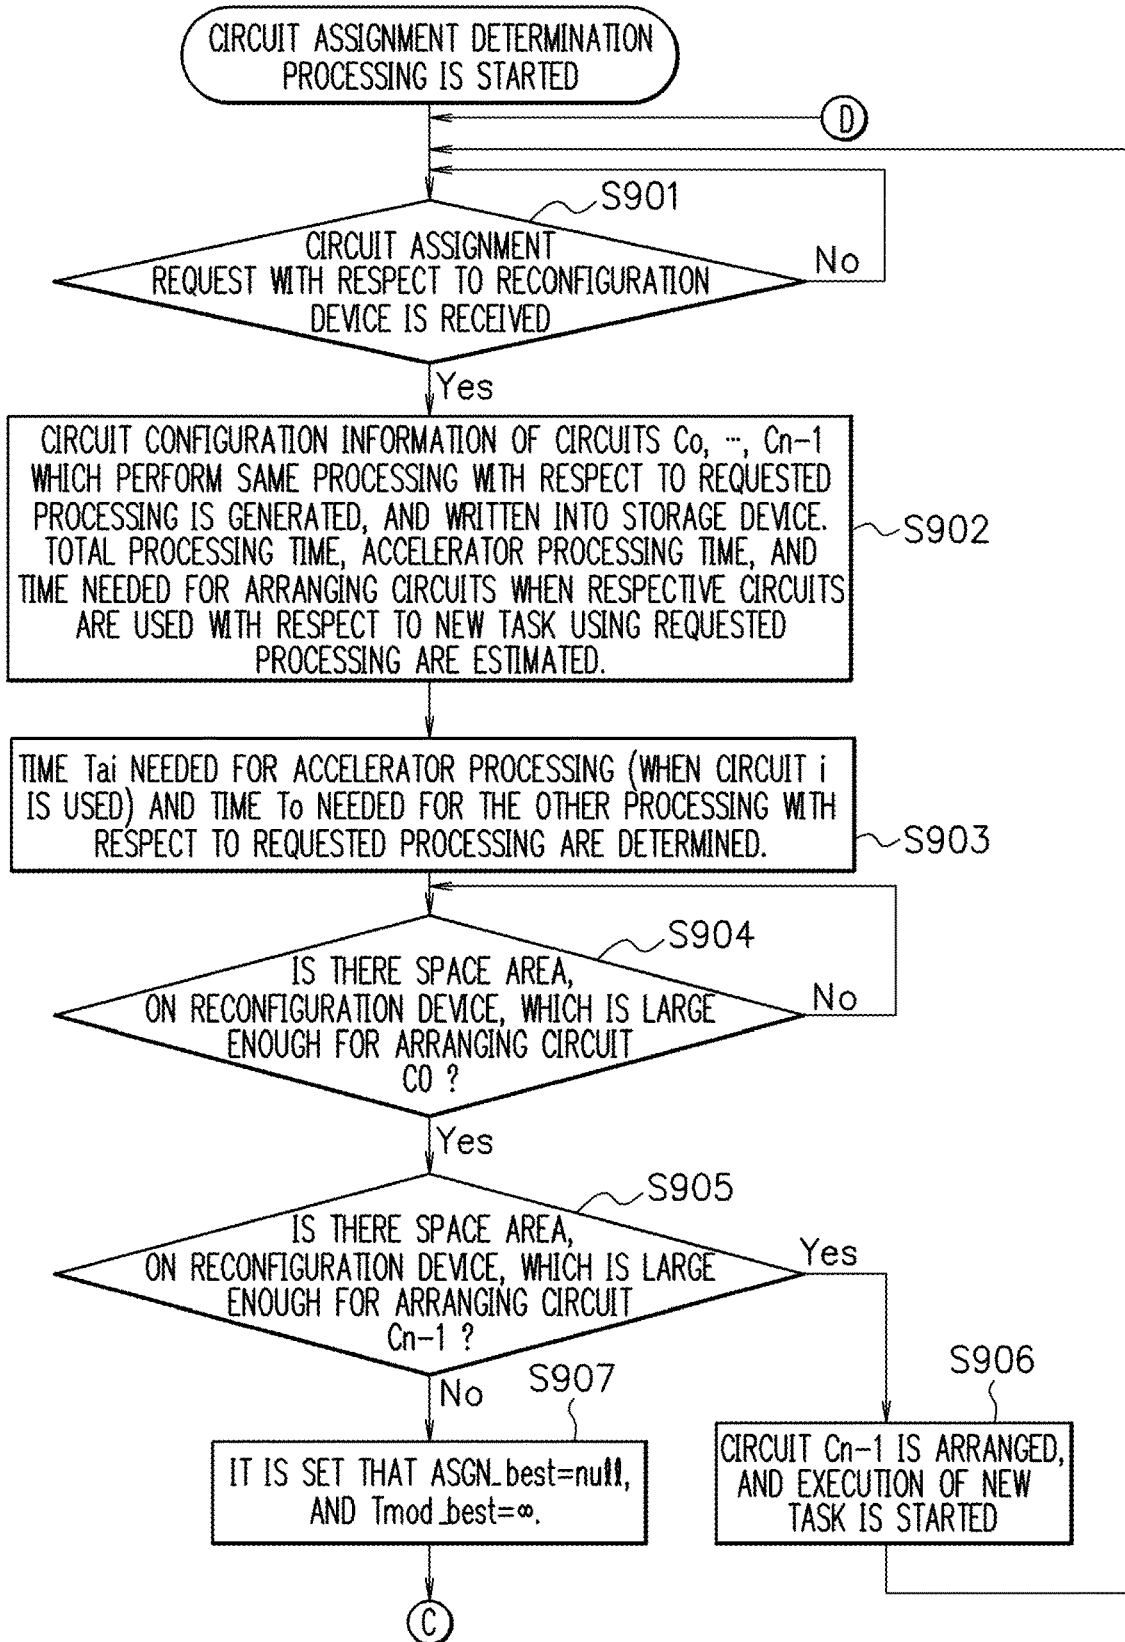 CIRCUIT ASSIGNMENT DETERMINATION
PROCESSING IS STARTED
D
S901
CIRCUIT ASSIGNMENT
REQUEST WITH RESPECT TO RECONFIGURATION
DEVICE IS RECEIVED
No
Yes
CIRCUIT CONFIGURATION INFORMATION OF CIRCUITS Co, ···, Cn-1
WHICH PERFORM SAME PROCESSING WITH RESPECT TO REQUESTED
PROCESSING IS GENERATED, AND WRITTEN INTO STORAGE DEVICE.
TOTAL PROCESSING TIME, ACCELERATOR PROCESSING TIME, AND
TIME NEEDED FOR ARRANGING CIRCUITS WHEN RESPECTIVE CIRCUITS
ARE USED WITH RESPECT TO NEW TASK USING REQUESTED
PROCESSING ARE ESTIMATED.
S902
TIME Tai NEEDED FOR ACCELERATOR PROCESSING (WHEN CIRCUIT i
IS USED) AND TIME To NEEDED FOR THE OTHER PROCESSING WITH
RESPECT TO REQUESTED PROCESSING ARE DETERMINED.
S903
S904
IS THERE SPACE AREA,
ON RECONFIGURATION DEVICE, WHICH IS LARGE
ENOUGH FOR ARRANGING CIRCUIT
C0 ?
No
Yes
S905
IS THERE SPACE AREA,
ON RECONFIGURATION DEVICE, WHICH IS LARGE
ENOUGH FOR ARRANGING CIRCUIT
Cn-1 ?
Yes
No
S907
IT IS SET THAT ASGN_best=null,
AND Tmod_best=∞.
S906
CIRCUIT Cn-1 IS ARRANGED,
AND EXECUTION OF NEW
TASK IS STARTED
C